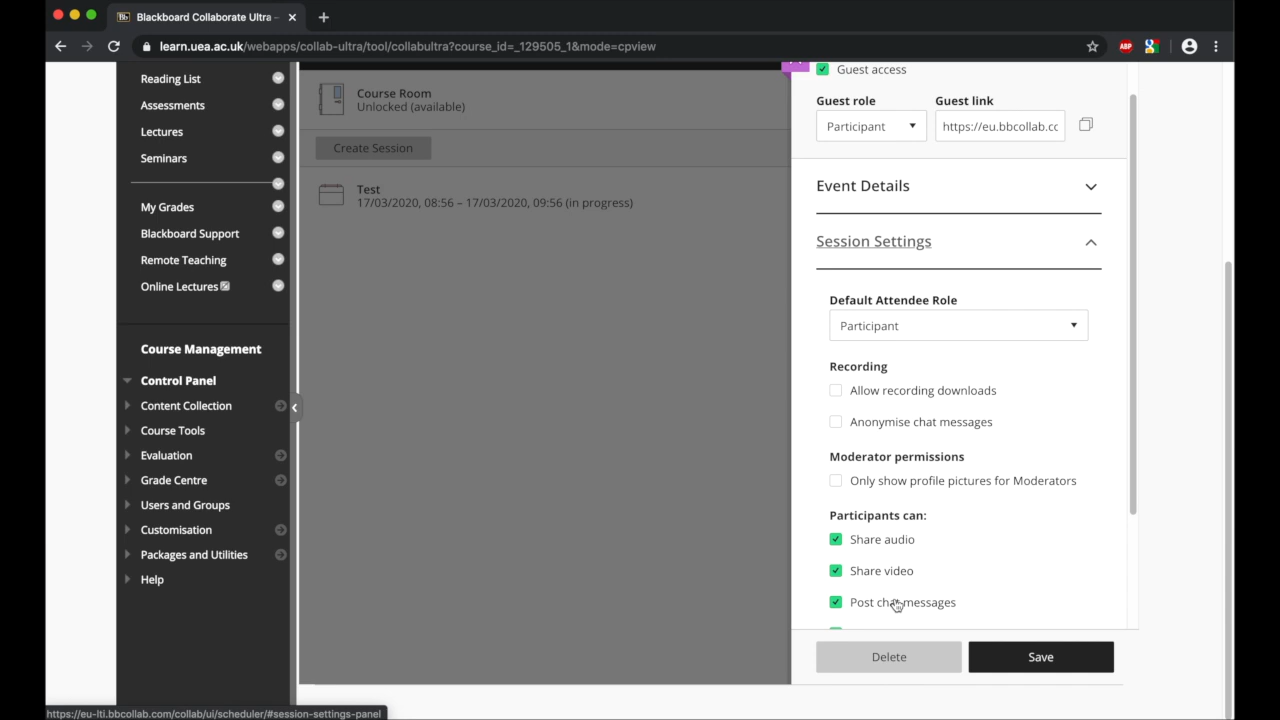 Blackboard Collaborate Ultra –
learn.uea.ac.uk/webapps/collab-ultra/tool/collabultra?course_id=_129505_1&mode=cpview
ABP
Reading List
Assessments
Lectures
Seminars
My Grades
Blackboard Support
Remote Teaching
Online Lectures
Course Management
Control Panel
Content Collection
Course Tools
Evaluation
Grade Centre
Users and Groups
Customisation
Packages and Utilities
Help
Course Room
Unlocked (available)
Create Session
Test
17/03/2020, 08:56 – 17/03/2020, 09:56 (in progress)
Guest access
Guest role Guest link
Participant https://eu.bbcollab.cc
Event Details
Session Settings
Default Attendee Role
Participant
Recording
Allow recording downloads
Anonymise chat messages
Moderator permissions
Only show profile pictures for Moderators
Participants can:
Share audio
Share video
Post chat messages
Delete Save
https://eu-lti.bbcollab.com/collab/ui/scheduler/#session-settings-panel